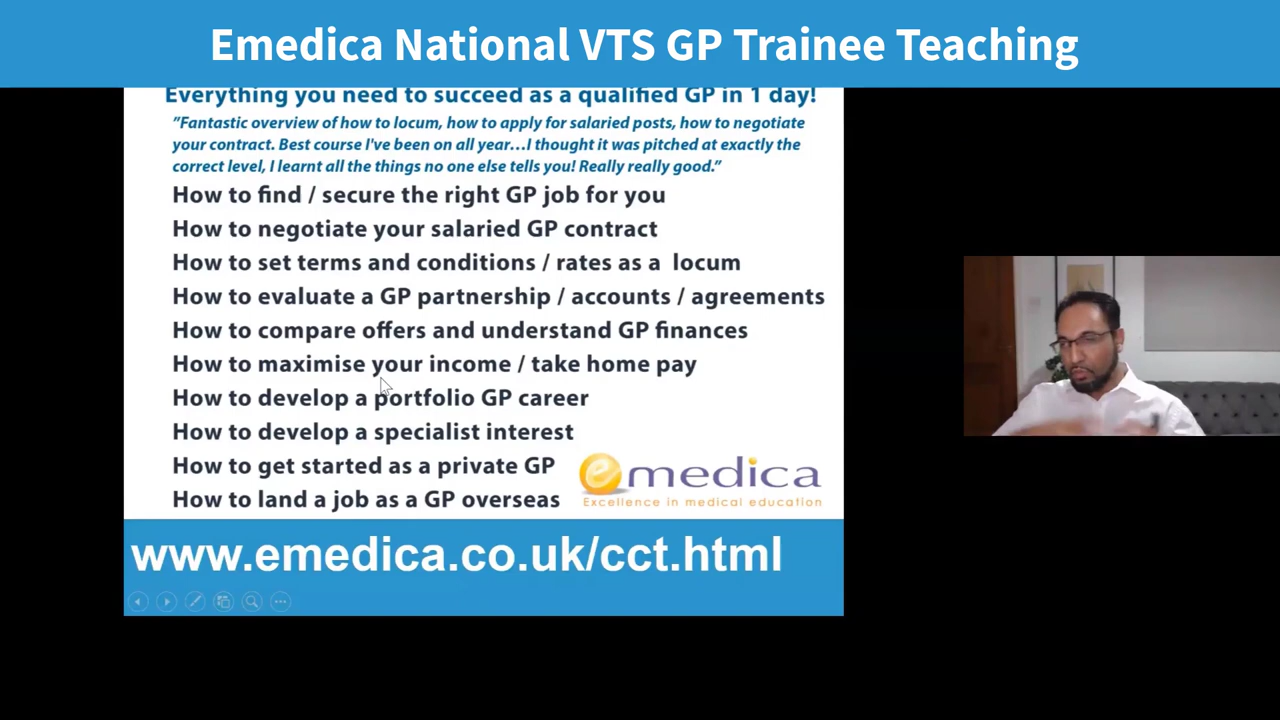 Emedica National VTS GP Trainee Teaching
Everything you need to succeed as a qualified GP in 1 day!
"Fantastic overview of how to locum, how to apply for salaried posts, how to negotiate
your contract. Best course I've been on all year...I thought it was pitched at exactly the
correct level, I learnt all the things no one else tells you! Really really good."
How to find / secure the right GP job for you
How to negotiate your salaried GP contract
How to set terms and conditions / rates as a locum
How to evaluate a GP partnership / accounts / agreements
How to compare offers and understand GP finances
How to maximise your income / take home pay
How to develop a portfolio GP career
How to develop a specialist interest
How to get started as a private GP
How to land a job as a GP overseas
emedica
Excellence in medical education
www.emedica.co.uk/cct.html